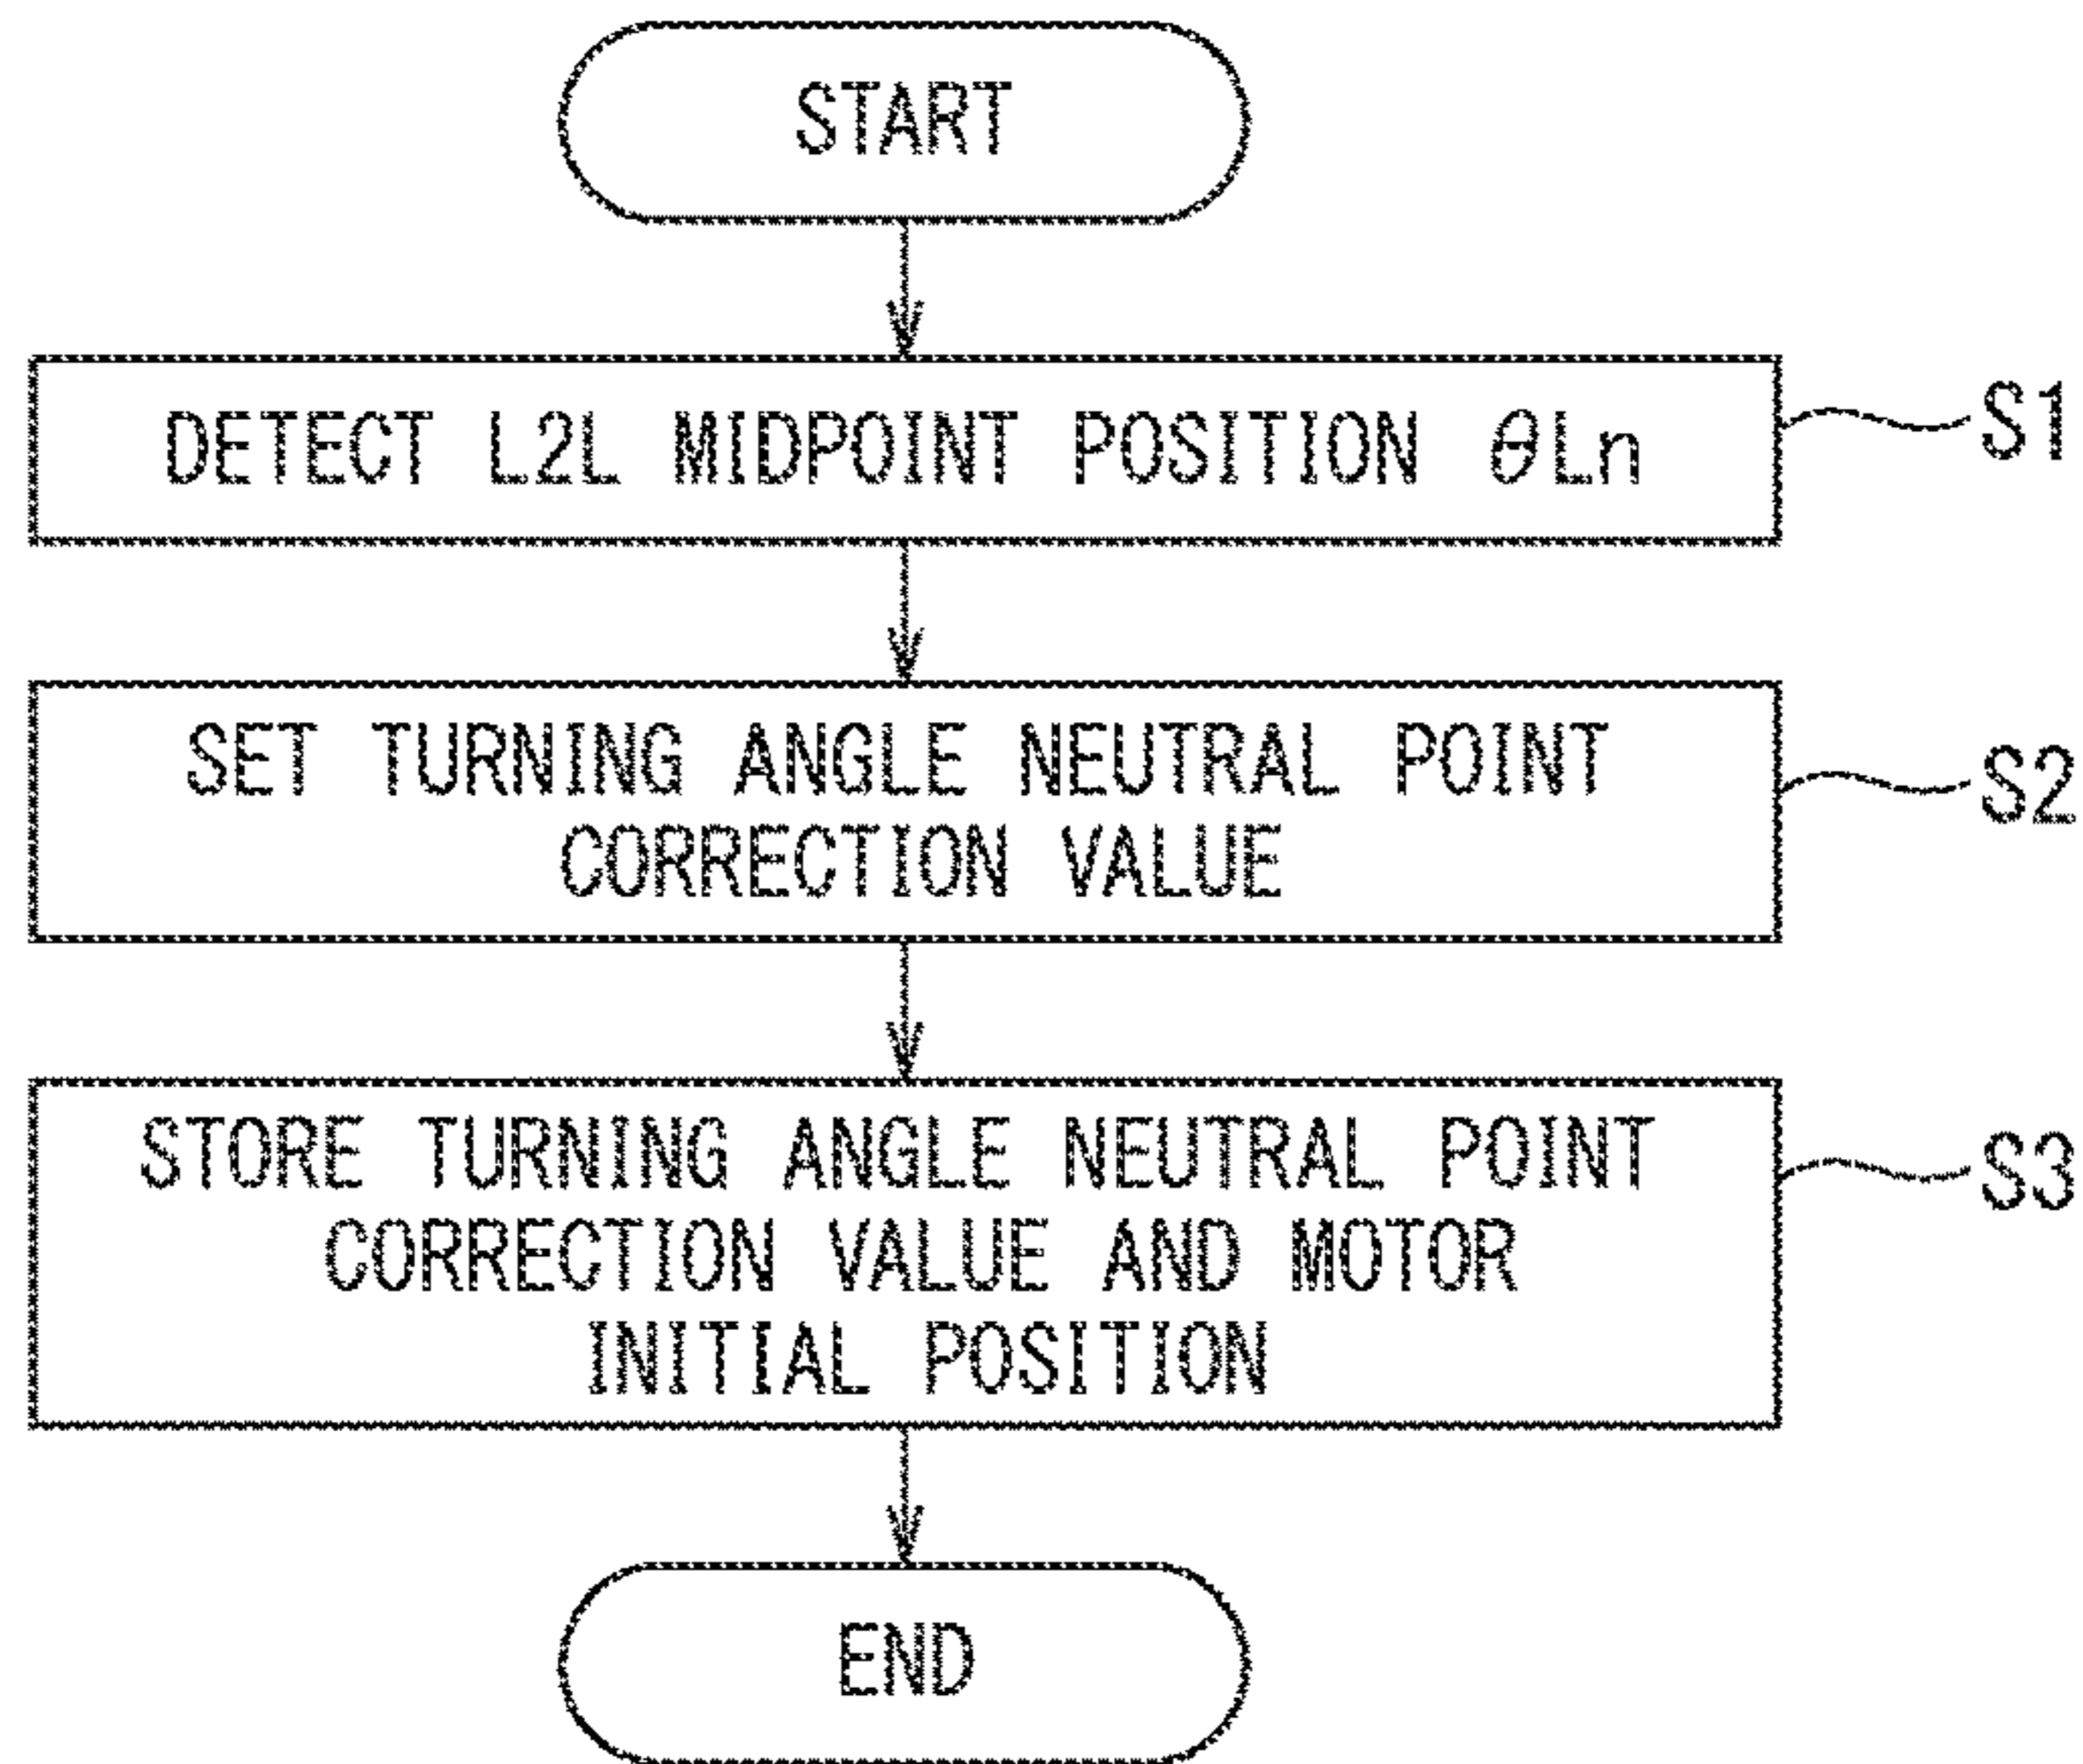 START
DETECT L2L MIDPOINT POSITION θLn
S1
SET TURNING ANGLE NEUTRAL POINT
CORRECTION VALUE
S2
STORE TURNING ANGLE NEUTRAL POINT
CORRECTION VALUE AND MOTOR
INITIAL POSITION
S3
END